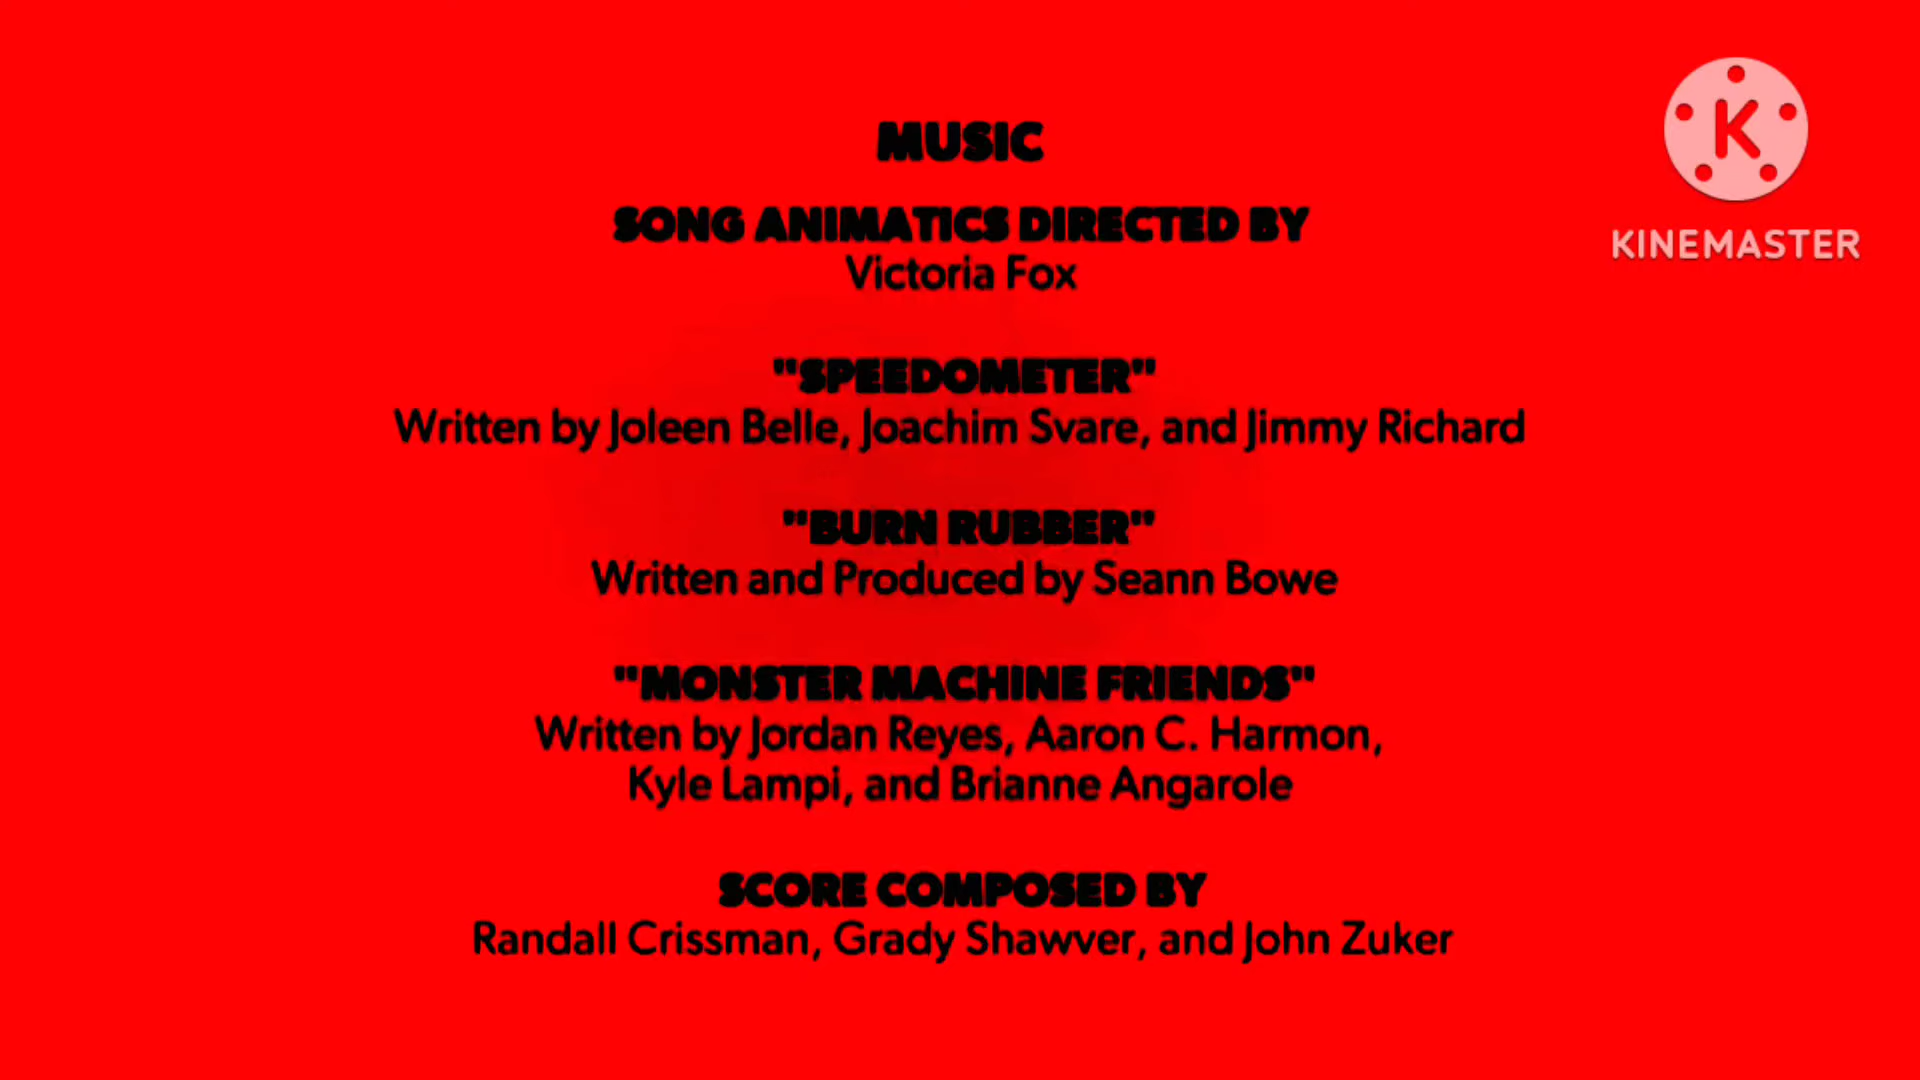 MUSIC
SONG ANIMATICS DIRECTED BY
Victoria Fox
"SPEEDOMETER"
Written by Joleen Belle, Joachim Svare, and Jimmy Richard
"BURN RUBBER"
Written and Produced by Seann Bowe
"MONSTER MACHINE FRIENDS"
Written by Jordan Reyes, Aaron C. Harmon,
Kyle Lampi, and Brianne Angarole
SCORE COMPOSED BY
Randall Crissman, Grady Shawver, and John Zuker
K
KINEMASTER